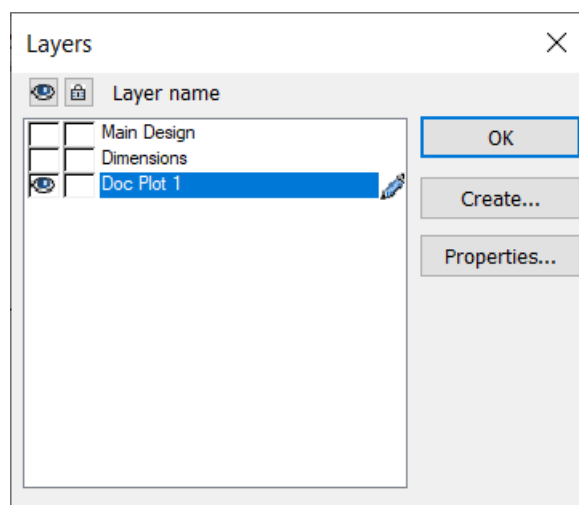 Layers
Layer name
Main Design
Dimensions
Doc Plot 1
OK
Create...
Properties...